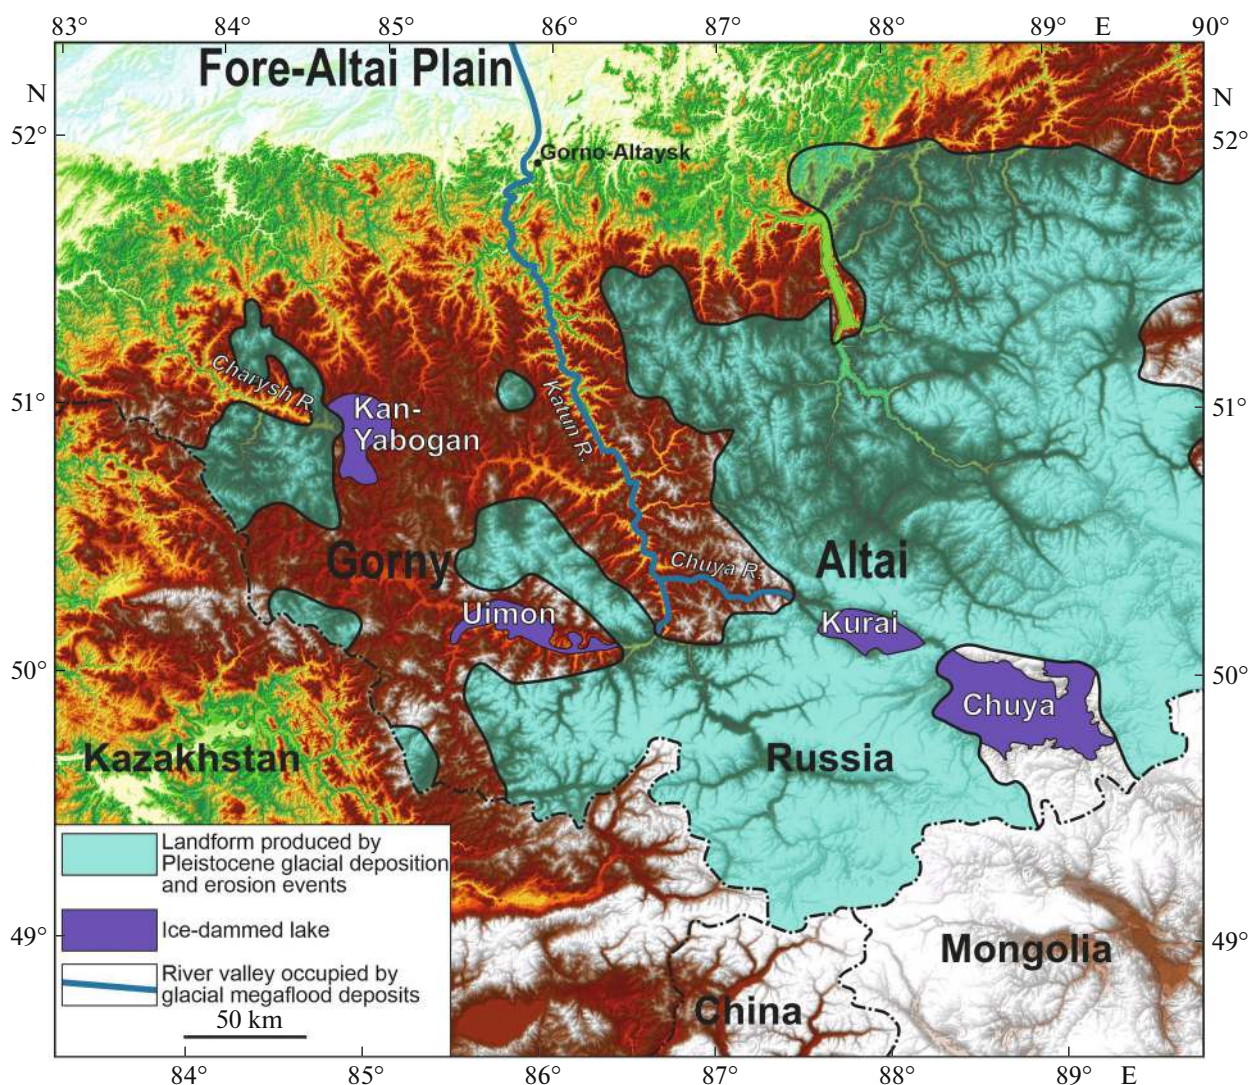 83° 84° 85° 86° 87° 88° 89° E 90°
Fore-Altai Plain
N
N
52°
52°
Gorno-Altaysk
Charysh R.
51°
Kan-
Yabogan
Katun R.
51°
Gorny
Chuya R.
Altai
Uimon
Kurai
50°
50°
Chuya
Kazakhstan
Russia
Landform produced by
Pleistocene glacial deposition
and erosion events
Ice-dammed lake
49°
Mongolia
49°
River valley occupied by
glacial megaflood deposits
China
50 km
84° 85° 86° 87° 88° 89° E